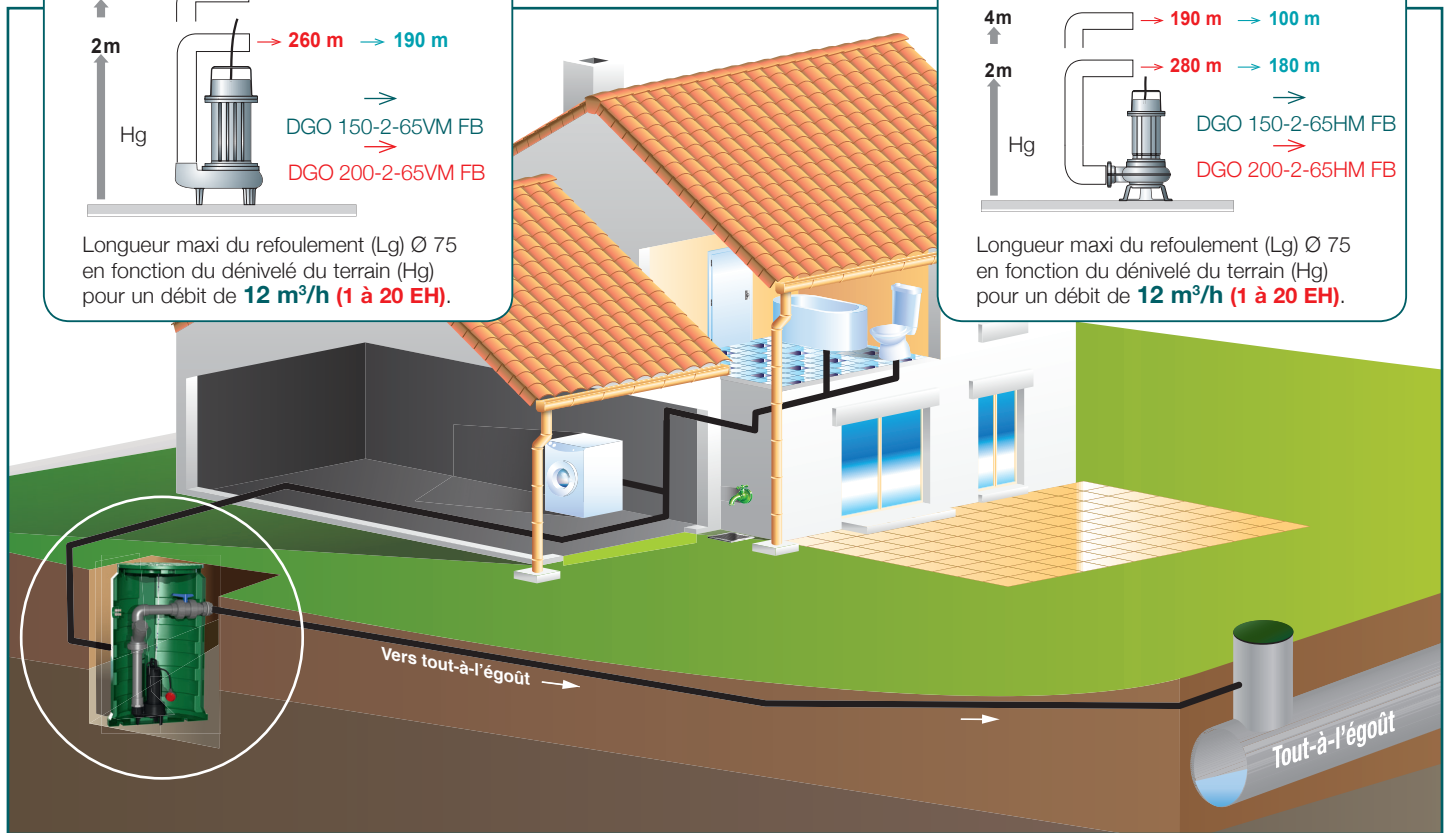 2m
→ 260 m → 190 m
Hg
DGO 150-2-65VM FB
DGO 200-2-65VM FB
Longueur maxi du refoulement (Lg) Ø 75
en fonction du dénivelé du terrain (Hg)
pour un débit de 12 m³/h (1 à 20 EH).
4m
→ 190 m → 100 m
2m
→ 280 m → 180 m
Hg
DGO 150-2-65HM FB
DGO 200-2-65HM FB
Longueur maxi du refoulement (Lg) Ø 75
en fonction du dénivelé du terrain (Hg)
pour un débit de 12 m³/h (1 à 20 EH).
Vers tout-à-l'égoût →
Tout-à-l'égoût